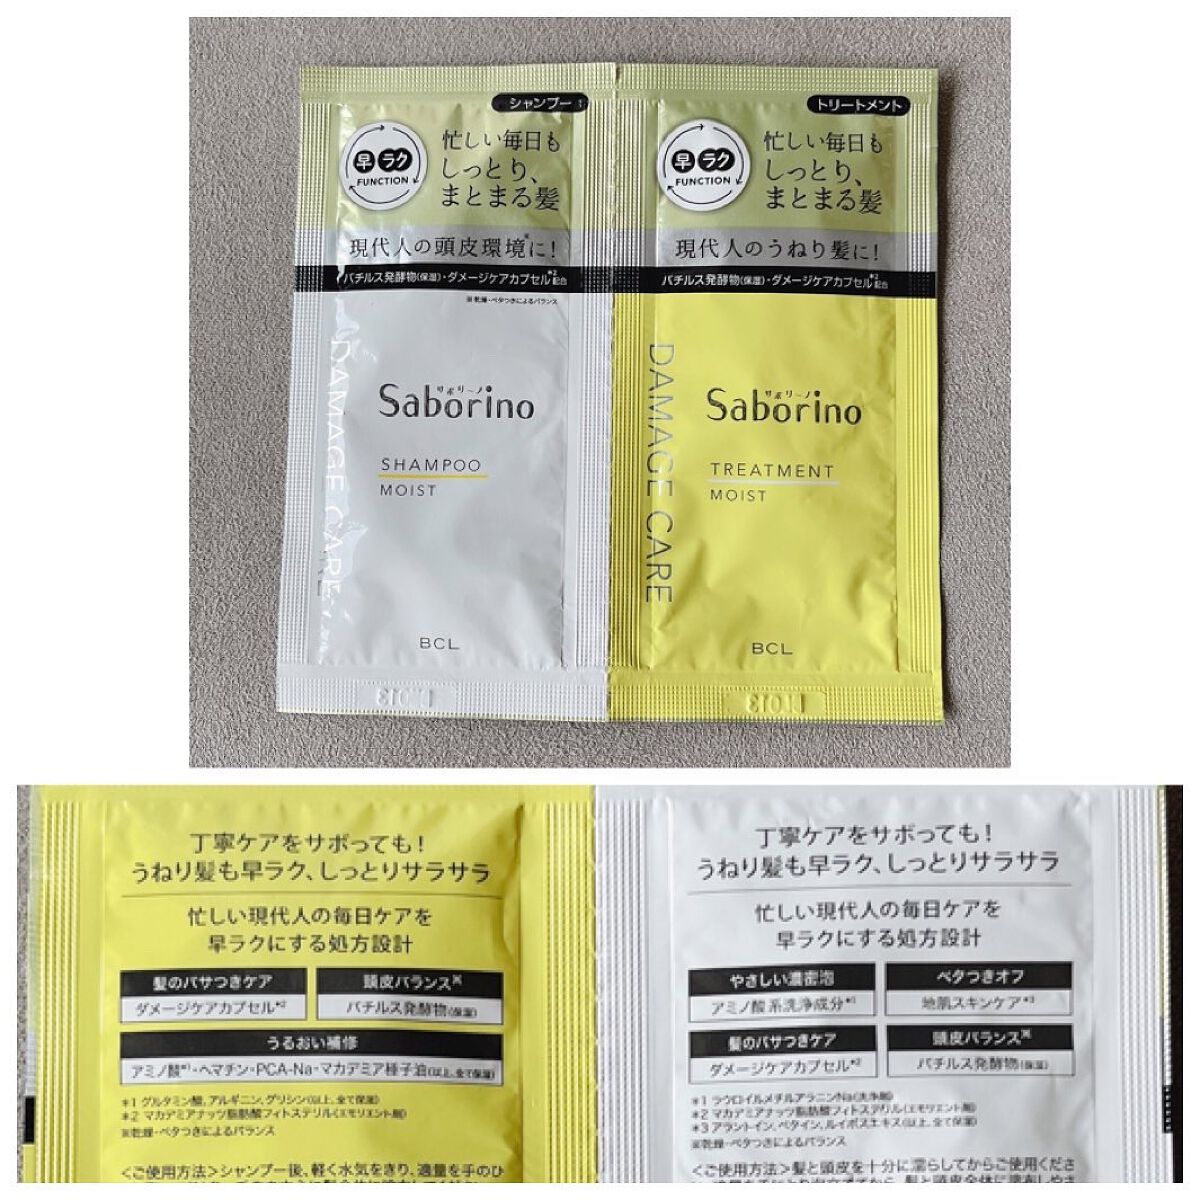 シャンプー
早 ラク
FUNCTION
忙しい毎日も
しっとり、
まとまる髪
現代人の頭皮環境※に!
バチルス発酵物(保湿)・ダメージケアカプセル*2配合
※乾燥・ベタつきによるバランス
DAMAGE CARE
サボリーノ
Saborino
SHAMPOO
MOIST
BCL
1013
トリートメント
早 ラク
FUNCTION
忙しい毎日も
しっとり、
まとまる髪
現代人のうねり髪に!
バチルス発酵物(保湿)・ダメージケアカプセル*2配合
DAMAGE CARE
サボリーノ
Saborino
TREATMENT
MOIST
BCL
1013
丁寧ケアをサボっても!
うねり髪も早ラク、しっとりサラサラ
忙しい現代人の毎日ケアを
早ラクにする処方設計
髪のパサつきケア
ダメージケアカプセル*2
頭皮バランス※
バチルス発酵物(保湿)
うるおい補修
アミノ酸*1・ヘマチン・PCA-Na・マカデミア種子油(以上、全て保湿)
*1 グルタミン酸、アルギニン、グリシン(以上、全て保湿)
*2 マカデミアナッツ脂肪酸フィトステリル(エモリエント剤)
※乾燥・ベタつきによるバランス
<ご使用方法>シャンプー後、軽く水気をきり、適量を手のひ
丁寧ケアをサボっても!
うねり髪も早ラク、しっとりサラサラ
忙しい現代人の毎日ケアを
早ラクにする処方設計
やさしい濃密泡
アミノ酸系洗浄成分*1
ベタつきオフ
地肌スキンケア*3
髪のパサつきケア
ダメージケアカプセル*2
頭皮バランス※
バチルス発酵物(保湿)
*1 ラウロイルメチルアラニンNa(洗浄剤)
*2 マカデミアナッツ脂肪酸フィトステリル(エモリエント剤)
*3 アラントイン、ベタイン、ルイボスエキス(以上、全て保湿)
※乾燥・ベタつきによるバランス
<ご使用方法>髪と頭皮を十分に濡らしてからご使用くださ